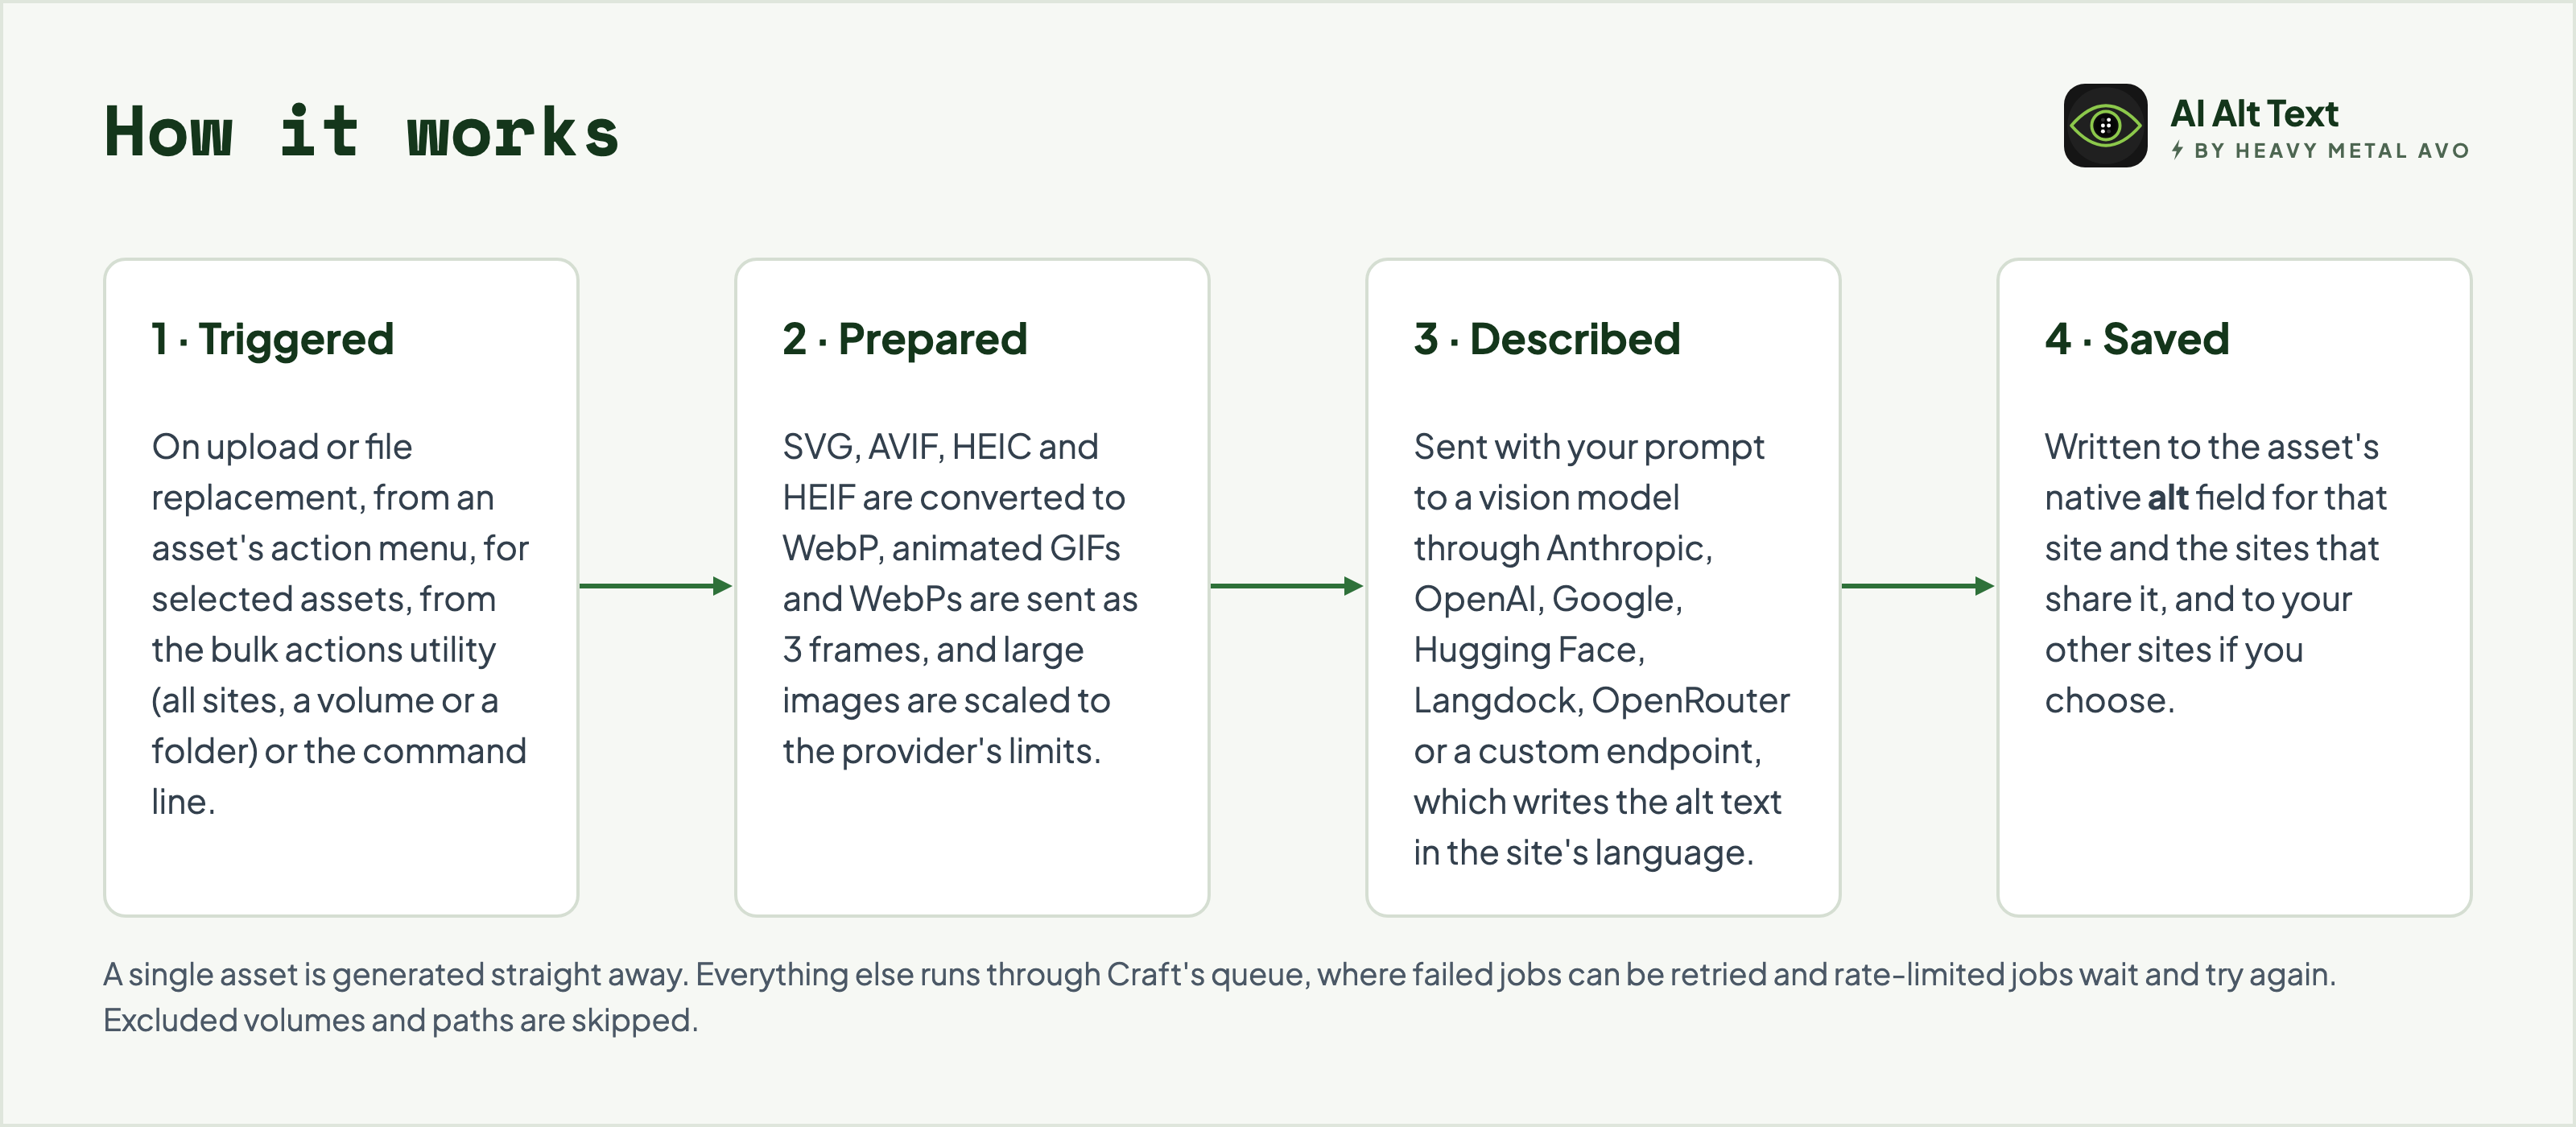 How it works
AI Alt Text
BY HEAVY METAL AVO
1 · Triggered
On upload or file
replacement, from an
asset's action menu, for
selected assets, from
the bulk actions utility
(all sites, a volume or a
folder) or the command
line.
2 · Prepared
SVG, AVIF, HEIC and
HEIF are converted to
WebP, animated GIFs
and WebPs are sent as
3 frames, and large
images are scaled to
the provider's limits.
3 · Described
Sent with your prompt
to a vision model
through Anthropic,
OpenAI, Google,
Hugging Face,
Langdock, OpenRouter
or a custom endpoint,
which writes the alt text
in the site's language.
4 · Saved
Written to the asset's
native alt field for that
site and the sites that
share it, and to your
other sites if you
choose.
A single asset is generated straight away. Everything else runs through Craft's queue, where failed jobs can be retried and rate-limited jobs wait and try again.
Excluded volumes and paths are skipped.